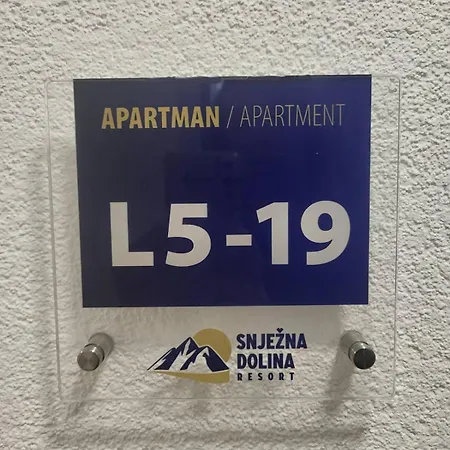 APARTMAN / APARTMENT
L5-19
SNJEŽNA
DOLINA
RESORT